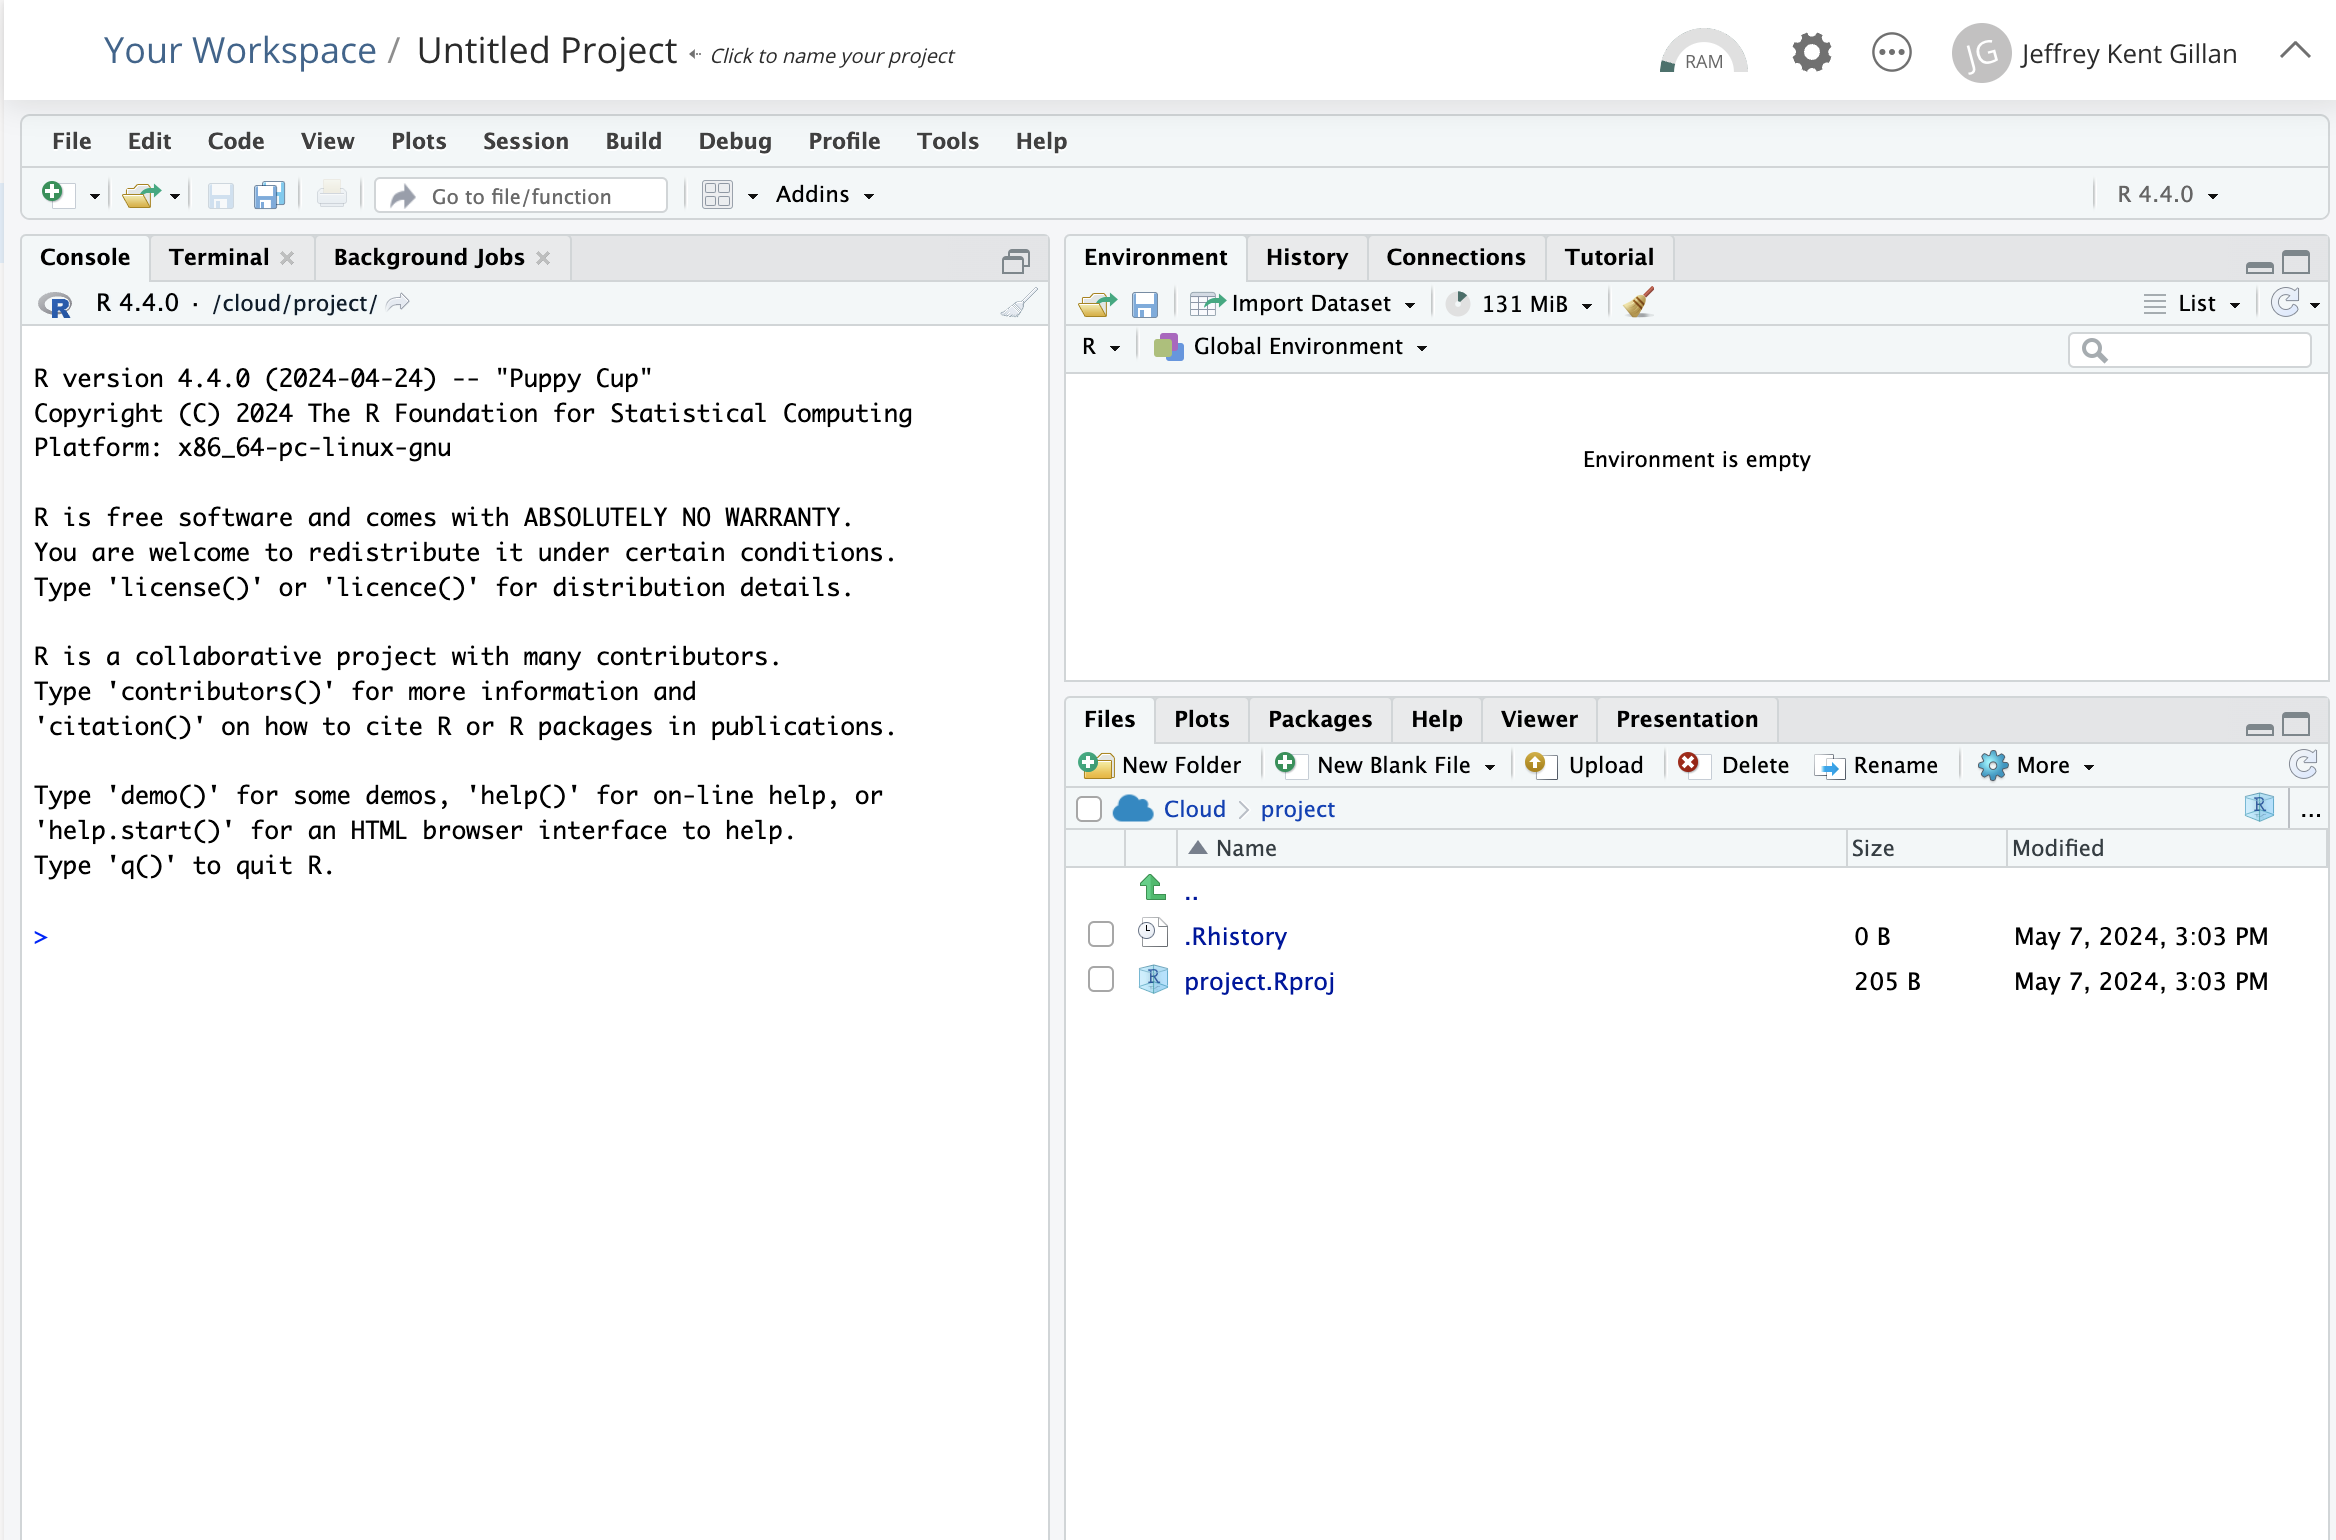 Your Workspace / Untitled Project Click to name your project
RAM
JG Jeffrey Kent Gillan
File Edit Code View Plots Session Build Debug Profile Tools Help
Go to file/function Addins R 4.4.0
Console Terminal Background Jobs
R R 4.4.0 · /cloud/project/
R version 4.4.0 (2024-04-24) -- "Puppy Cup"
Copyright (C) 2024 The R Foundation for Statistical Computing
Platform: x86_64-pc-linux-gnu
R is free software and comes with ABSOLUTELY NO WARRANTY.
You are welcome to redistribute it under certain conditions.
Type 'license()' or 'licence()' for distribution details.
R is a collaborative project with many contributors.
Type 'contributors()' for more information and
'citation()' on how to cite R or R packages in publications.
Type 'demo()' for some demos, 'help()' for on-line help, or
'help.start()' for an HTML browser interface to help.
Type 'q()' to quit R.
>
Environment History Connections Tutorial
Import Dataset 131 MiB List
R Global Environment
Environment is empty
Files Plots Packages Help Viewer Presentation
New Folder New Blank File Upload Delete Rename More
Cloud project R ...
Name Size Modified
..
.Rhistory 0 B May 7, 2024, 3:03 PM
R project.Rproj 205 B May 7, 2024, 3:03 PM